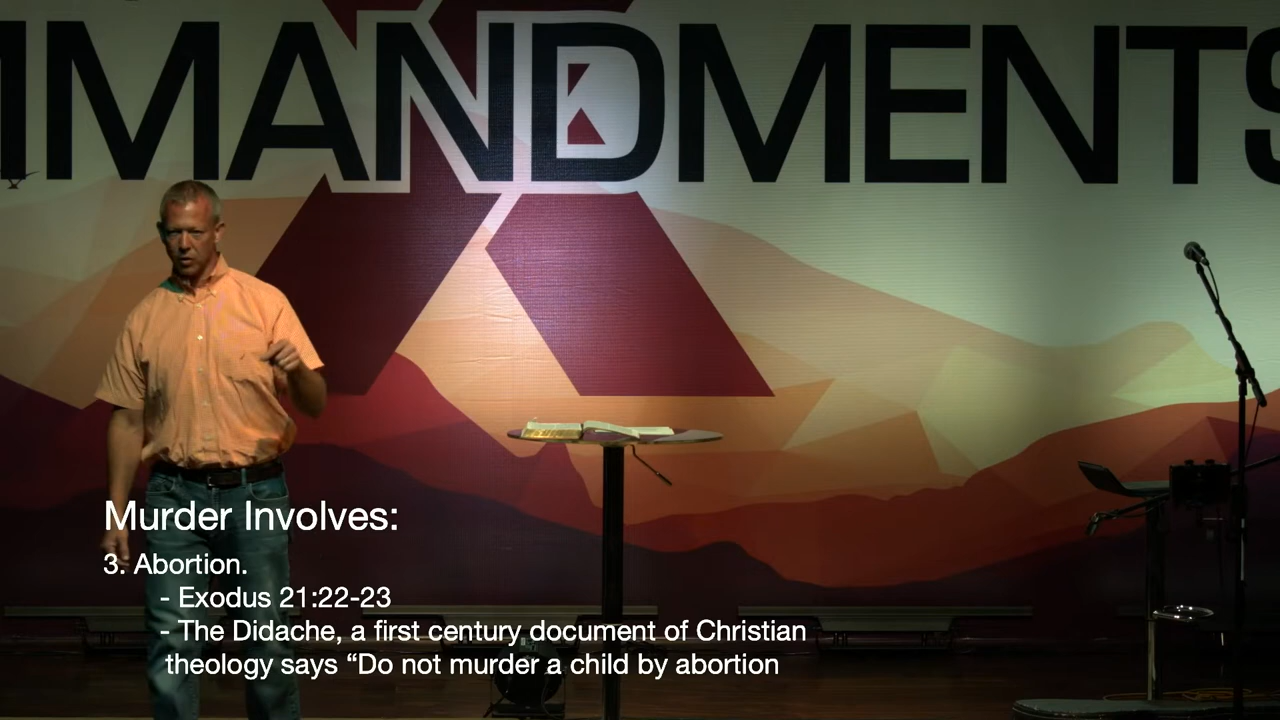 MMANDMENTS
Murder Involves:
3. Abortion.
- Exodus 21:22-23
- The Didache, a first century document of Christian
theology says “Do not murder a child by abortion